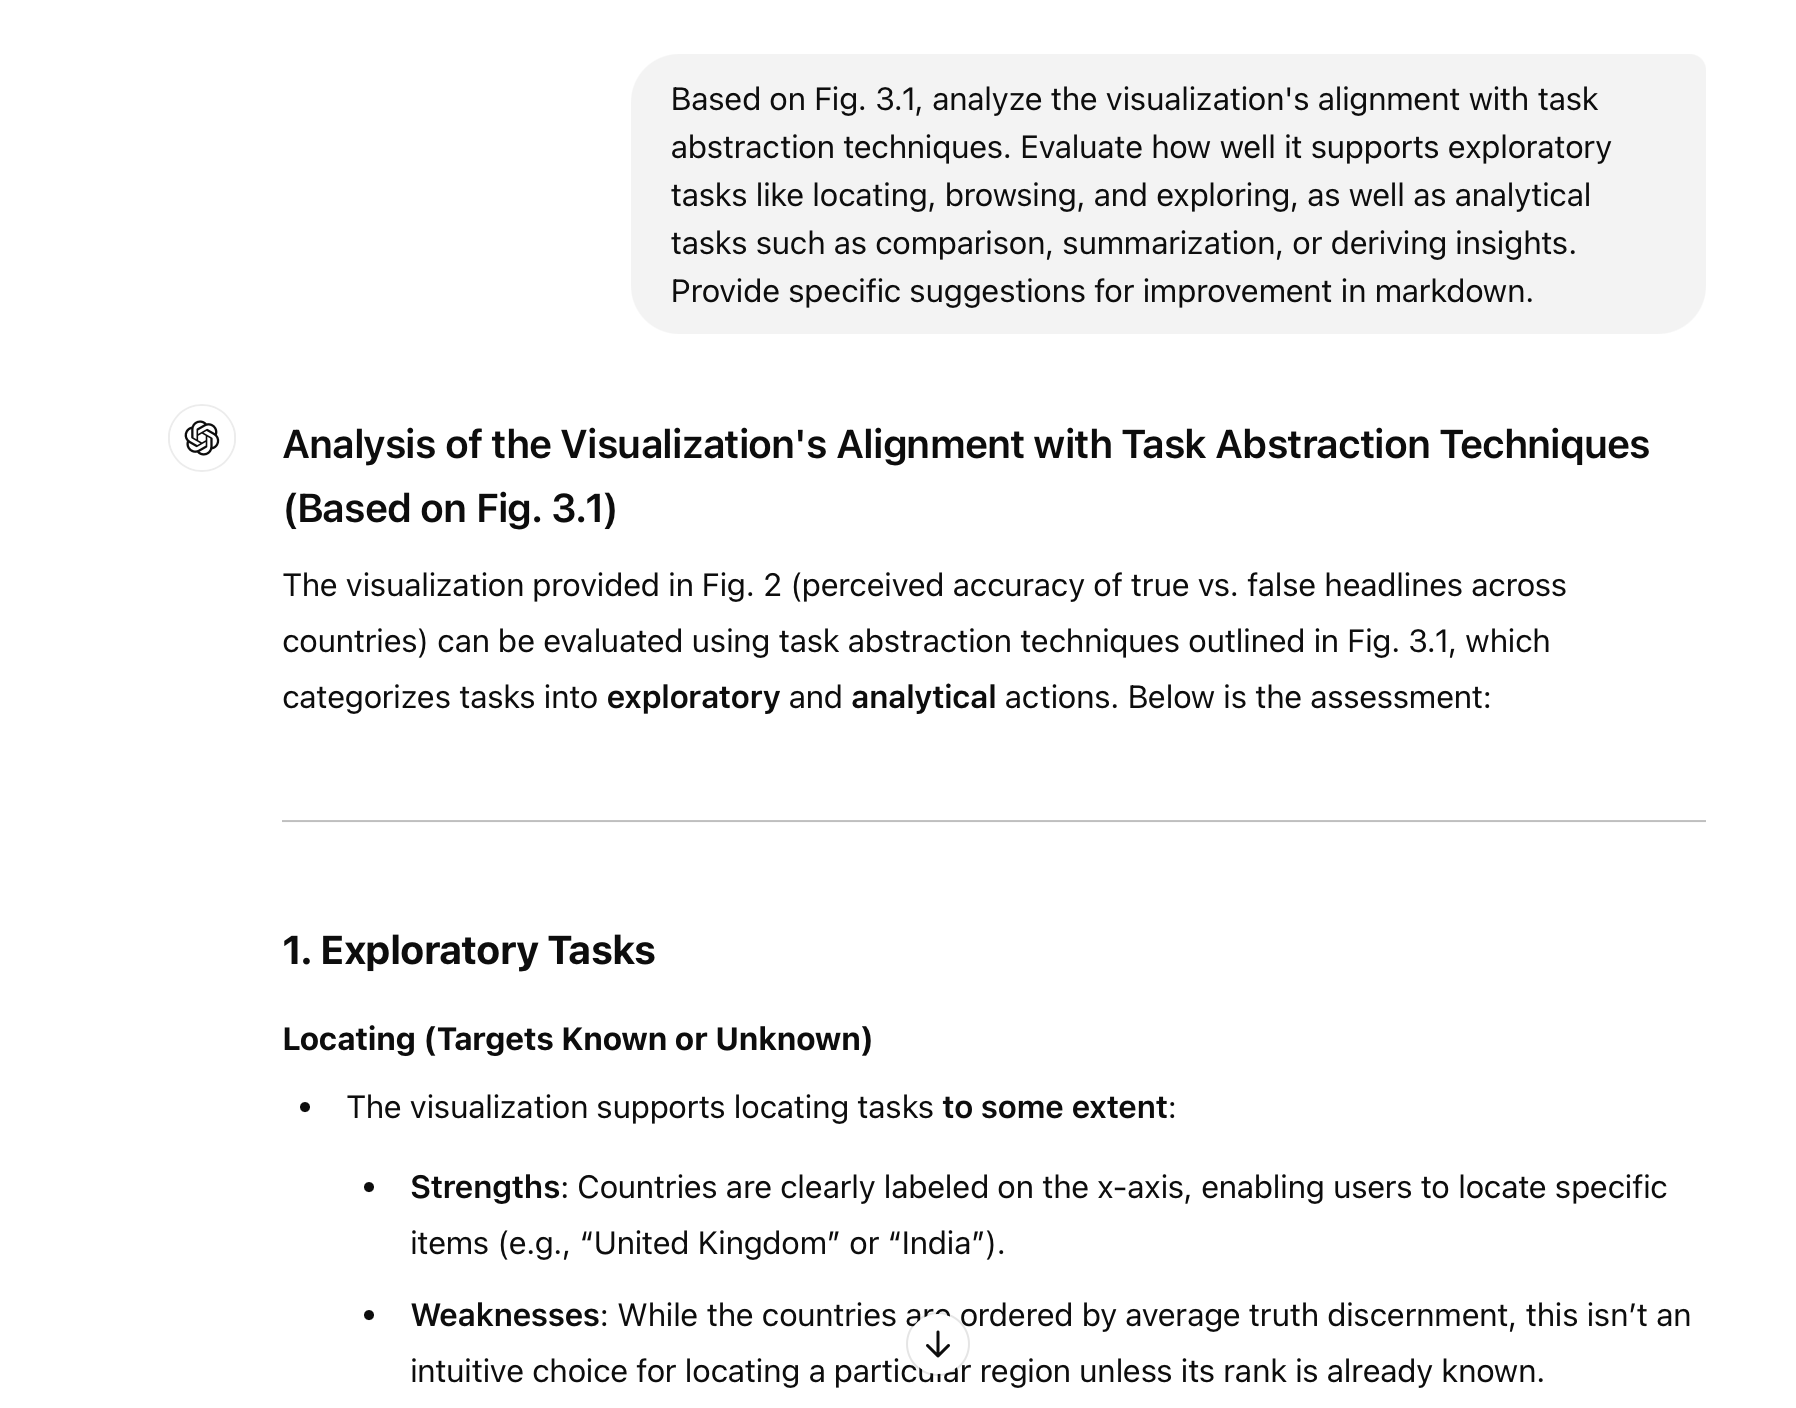 Based on Fig. 3.1, analyze the visualization's alignment with task
abstraction techniques. Evaluate how well it supports exploratory
tasks like locating, browsing, and exploring, as well as analytical
tasks such as comparison, summarization, or deriving insights.
Provide specific suggestions for improvement in markdown.
Analysis of the Visualization's Alignment with Task Abstraction Techniques
(Based on Fig. 3.1)
The visualization provided in Fig. 2 (perceived accuracy of true vs. false headlines across
countries) can be evaluated using task abstraction techniques outlined in Fig. 3.1, which
categorizes tasks into exploratory and analytical actions. Below is the assessment:
1. Exploratory Tasks
Locating (Targets Known or Unknown)
• The visualization supports locating tasks to some extent:
• Strengths: Countries are clearly labeled on the x-axis, enabling users to locate specific
items (e.g., “United Kingdom” or “India”).
• Weaknesses: While the countries are ordered by average truth discernment, this isn’t an
intuitive choice for locating a particular region unless its rank is already known.